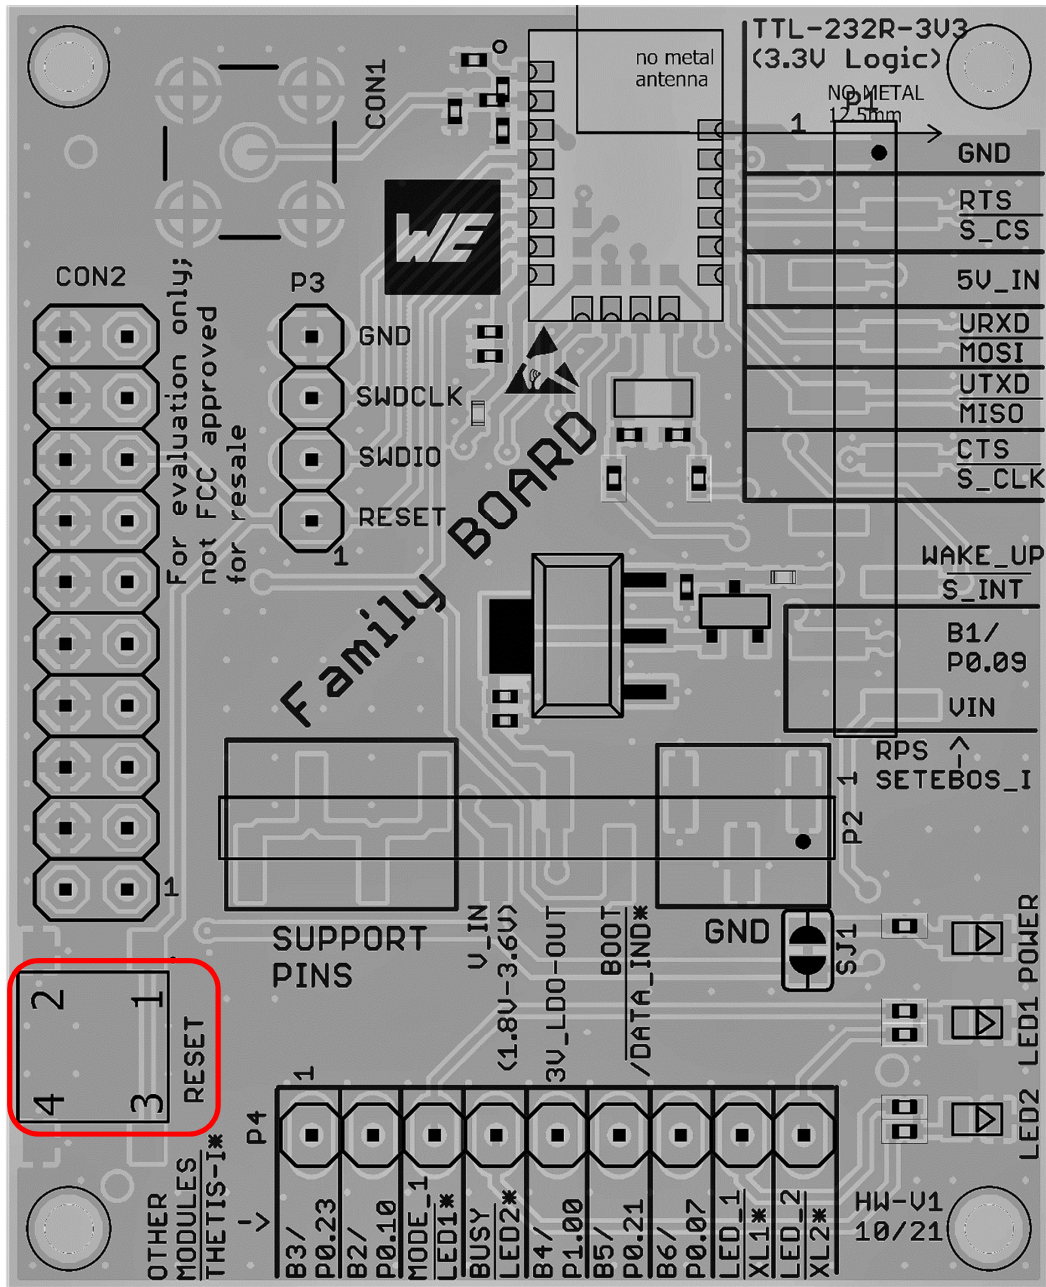 TTL-232R-3V3
(3.3V Logic)
no metal
antenna
NO METAL
12.5mm
P1
1
CON1
WE
GND
RTS
S_CS
5V_IN
URXD
MOSI
UTXD
MISO
CTS
S_CLK
WAKE_UP
S_INT
B1/
P0.09
VIN
RPS
SETEBOS_I
CON2
For evaluation only;
not FCC approved
for resale
P3
GND
SWDCLK
SWDIO
RESET
1
Family BOARD
1
P2
1
SUPPORT
PINS
V_IN
(1.8V-3.6V)
3V_LDO-OUT
BOOT
/DATA_IND*
GND
SJ1
POWER
LED1
LED2
2 1
4 3
RESET
P4
1
OTHER
MODULES
THETIS-I*
->
B3/
P0.23
B2/
P0.10
MODE_1
LED1*
BUSY
LED2*
B4/
P1.00
B5/
P0.21
B6/
P0.07
LED_1
XL1*
LED_2
XL2*
HW-V1
10/21